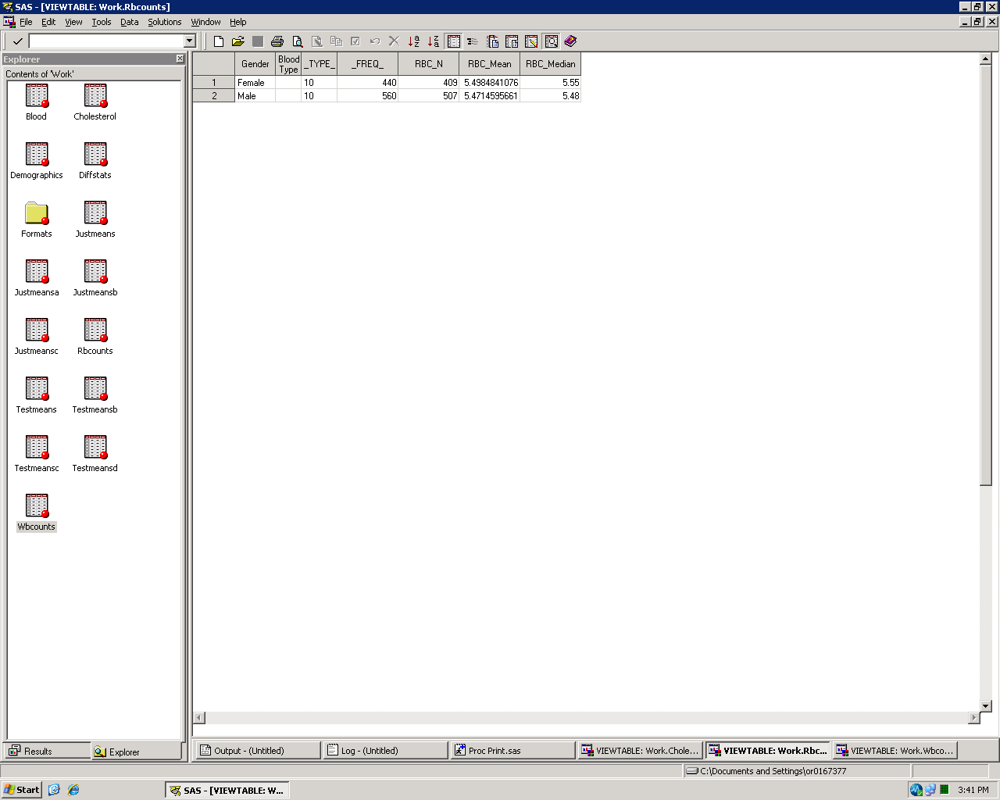 SAS - [VIEWTABLE: Work.Rbcounts]
File Edit View Tools Data Solutions Window Help
Explorer
Contents of 'Work'
Blood Cholesterol
Demographics Diffstats
Formats Justmeans
Justmeansa Justmeansb
Justmeansc Rbcounts
Testmeans Testmeansb
Testmeansc Testmeansd
Wbcounts
Gender Blood Type _TYPE_ _FREQ_ RBC_N RBC_Mean RBC_Median
1 Female 10 440 409 5.4984841076 5.55
2 Male 10 560 507 5.4714595661 5.48
Results Explorer
Output - (Untitled) Log - (Untitled) Proc Print.sas VIEWTABLE: Work.Chole... VIEWTABLE: Work.Rbc... VIEWTABLE: Work.Wbco...
C:\Documents and Settings\or0167377
Start SAS - [VIEWTABLE: W... 3:41 PM